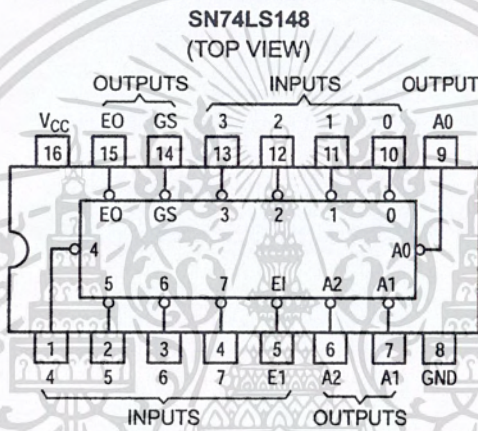 SN74LS148
(TOP VIEW)
OUTPUTS INPUTS OUTPUT
VCC EO GS 3 2 1 0 A0
16 15 14 13 12 11 10 9
EO GS 3 2 1 0
4 A0
5 6 7 EI A2 A1
1 2 3 4 5 6 7 8
4 5 6 7 E1 A2 A1 GND
INPUTS OUTPUTS